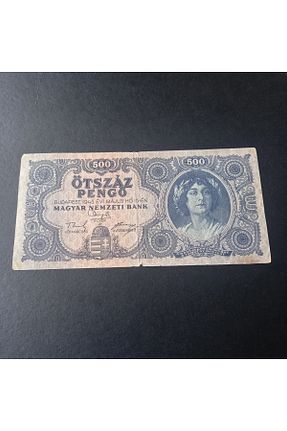 500 500
ÖTSZÁZ
PENGŐ
BUDAPEST, 1945. ÉVI MÁJUS HÓ 15-ÉN
MAGYAR NEMZETI BANK